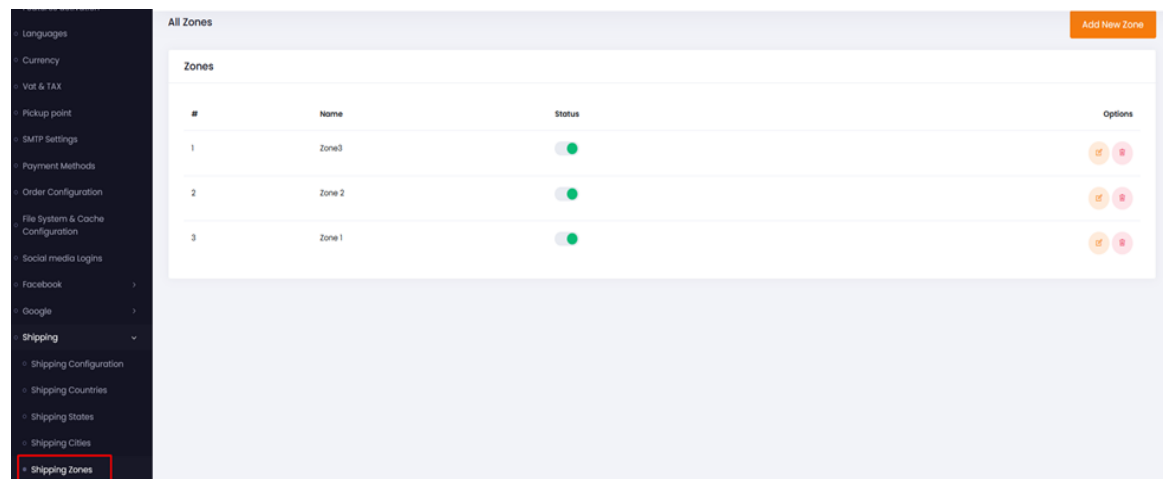 Languages
Currency
Vat & TAX
Pickup point
SMTP Settings
Payment Methods
Order Configuration
File System & Cache
Configuration
Social media Logins
Facebook
Google
Shipping
Shipping Configuration
Shipping Countries
Shipping States
Shipping Cities
Shipping Zones
All Zones
Add New Zone
Zones
# Name Status Options
1 Zone3
2 Zone 2
3 Zone 1